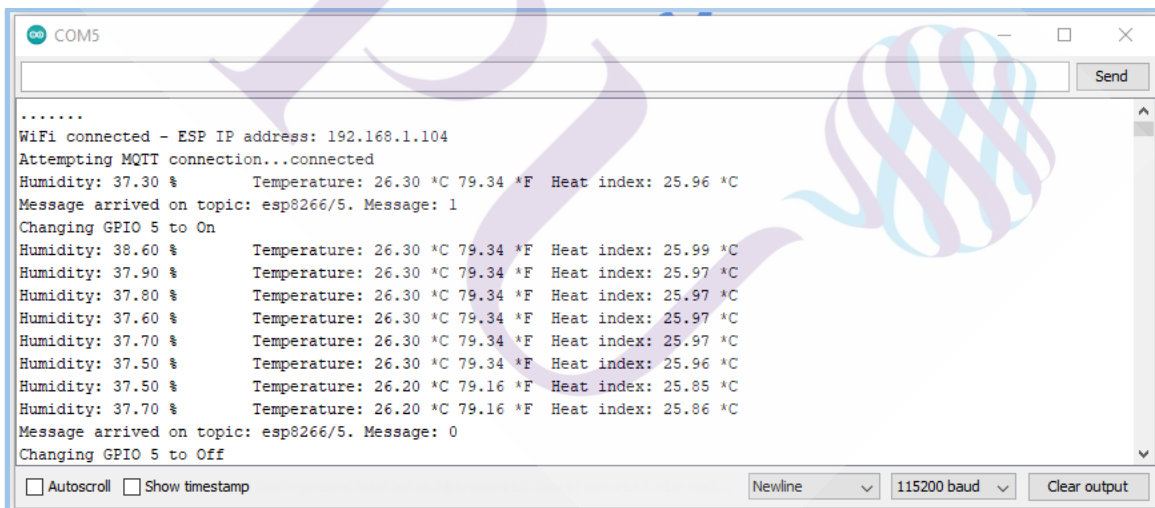 COM5
Send
.......
WiFi connected - ESP IP address: 192.168.1.104
Attempting MQTT connection...connected
Humidity: 37.30 %        Temperature: 26.30 *C 79.34 *F  Heat index: 25.96 *C
Message arrived on topic: esp8266/5. Message: 1
Changing GPIO 5 to On
Humidity: 38.60 %        Temperature: 26.30 *C 79.34 *F  Heat index: 25.99 *C
Humidity: 37.90 %        Temperature: 26.30 *C 79.34 *F  Heat index: 25.97 *C
Humidity: 37.80 %        Temperature: 26.30 *C 79.34 *F  Heat index: 25.97 *C
Humidity: 37.60 %        Temperature: 26.30 *C 79.34 *F  Heat index: 25.97 *C
Humidity: 37.70 %        Temperature: 26.30 *C 79.34 *F  Heat index: 25.97 *C
Humidity: 37.50 %        Temperature: 26.30 *C 79.34 *F  Heat index: 25.96 *C
Humidity: 37.50 %        Temperature: 26.20 *C 79.16 *F  Heat index: 25.85 *C
Humidity: 37.70 %        Temperature: 26.20 *C 79.16 *F  Heat index: 25.86 *C
Message arrived on topic: esp8266/5. Message: 0
Changing GPIO 5 to Off
Autoscroll Show timestamp Newline 115200 baud Clear output